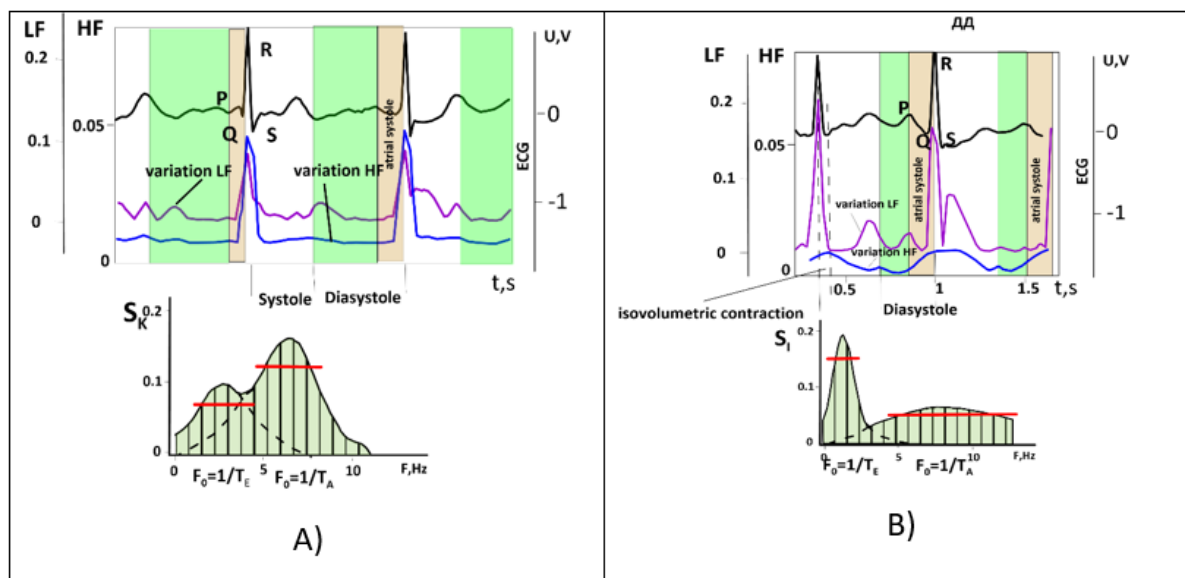 LF HF U,V
0.2
R
P
0
0.05
0.1
Q S
atrial systole
ECG
variation LF variation HF
-1
0
0
t,s
Systole Diasystole
S_K
0.2
0.1
0
0 5 10 F,Hz
F₀=1/T_E F₀=1/T_A
A)
дд
LF HF U,V
R
0.2
P
0
0.05
Q S
0.1
atrial systole
atrial systole
ECG
variation LF
-1
variation HF
0
0
0.5 1 1.5 t,s
isovolumetric contraction
Diasystole
S_I
0.2
0.1
0
0 5 10 F,Hz
F₀=1/T_E F₀=1/T_A
B)